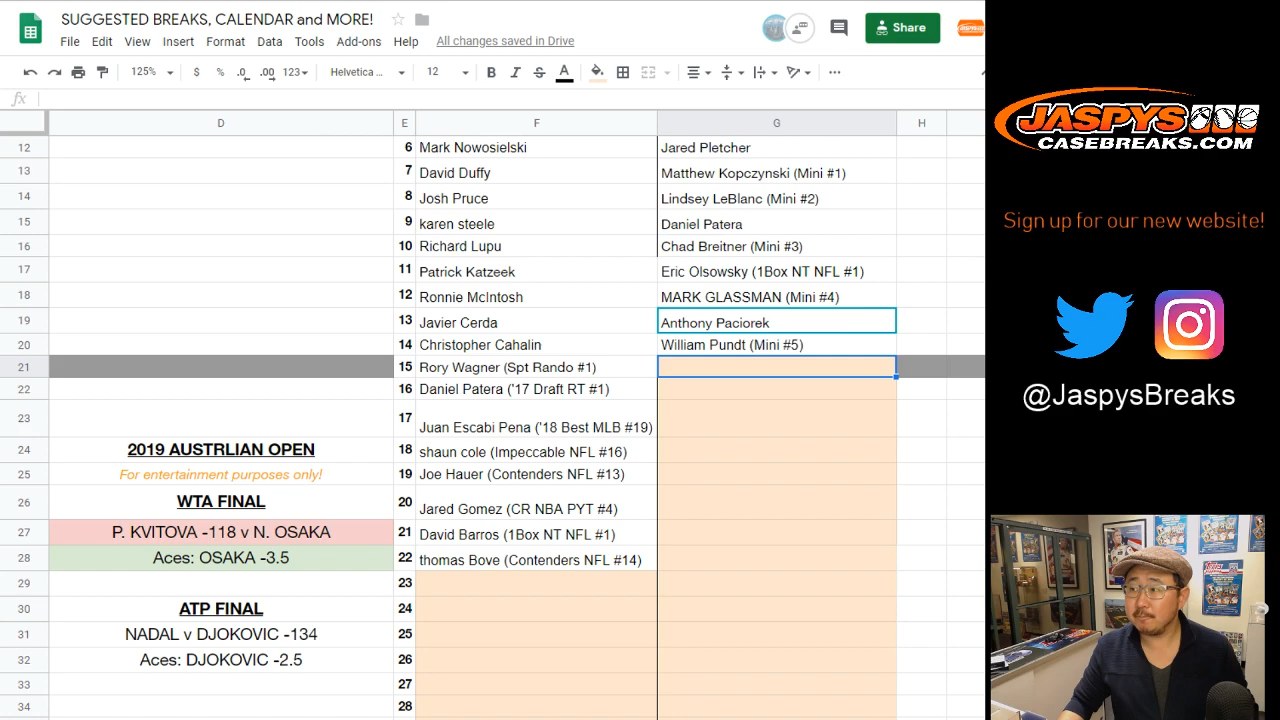 SUGGESTED BREAKS, CALENDAR and MORE!
File Edit View Insert Format Data Tools Add-ons Help All changes saved in Drive
Share
125% $ % .0 .00 123 Helvetica ... 12 B I S A
fx
D E F G H
12 6 Mark Nowosielski Jared Pletcher
13 7 David Duffy Matthew Kopczynski (Mini #1)
14 8 Josh Pruce Lindsey LeBlanc (Mini #2)
15 9 karen steele Daniel Patera
16 10 Richard Lupu Chad Breitner (Mini #3)
17 11 Patrick Katzeek Eric Olsowsky (1Box NT NFL #1)
18 12 Ronnie McIntosh MARK GLASSMAN (Mini #4)
19 13 Javier Cerda Anthony Paciorek
20 14 Christopher Cahalin William Pundt (Mini #5)
21 15 Rory Wagner (Spt Rando #1)
22 16 Daniel Patera ('17 Draft RT #1)
23 17 Juan Escabi Pena ('18 Best MLB #19)
24 2019 AUSTRLIAN OPEN 18 shaun cole (Impeccable NFL #16)
25 For entertainment purposes only! 19 Joe Hauer (Contenders NFL #13)
26 WTA FINAL 20 Jared Gomez (CR NBA PYT #4)
27 P. KVITOVA -118 v N. OSAKA 21 David Barros (1Box NT NFL #1)
28 Aces: OSAKA -3.5 22 thomas Bove (Contenders NFL #14)
29 23
30 ATP FINAL 24
31 NADAL v DJOKOVIC -134 25
32 Aces: DJOKOVIC -2.5 26
33 27
34 28
JASPYS
CASEBREAKS.COM
Sign up for our new website!
@JaspysBreaks